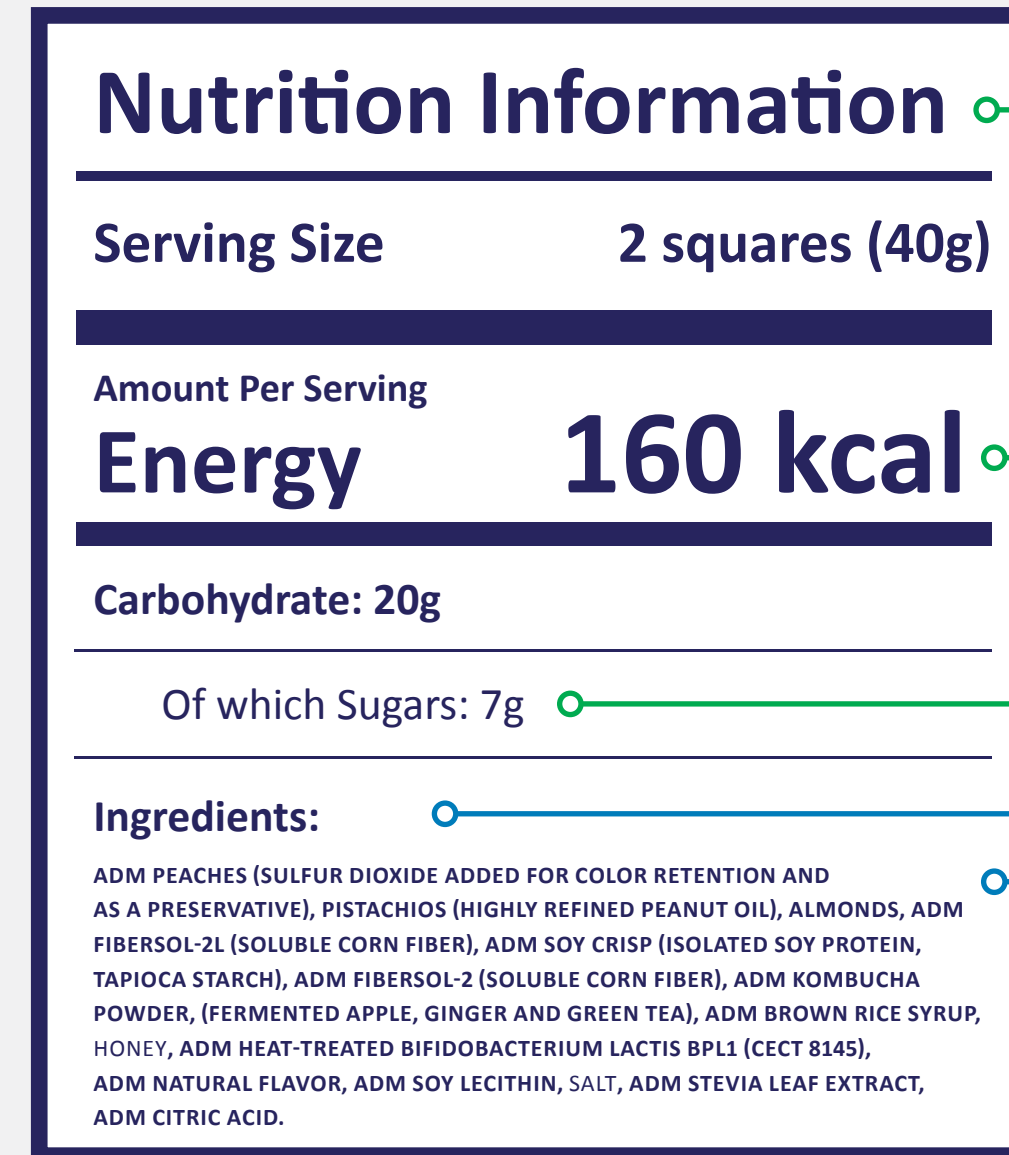 Nutrition Information
Serving Size 2 squares (40g)
Amount Per Serving
Energy 160 kcal
Carbohydrate: 20g
Of which Sugars: 7g
Ingredients:
ADM PEACHES (SULFUR DIOXIDE ADDED FOR COLOR RETENTION AND
AS A PRESERVATIVE), PISTACHIOS (HIGHLY REFINED PEANUT OIL), ALMONDS, ADM
FIBERSOL-2L (SOLUBLE CORN FIBER), ADM SOY CRISP (ISOLATED SOY PROTEIN,
TAPIOCA STARCH), ADM FIBERSOL-2 (SOLUBLE CORN FIBER), ADM KOMBUCHA
POWDER, (FERMENTED APPLE, GINGER AND GREEN TEA), ADM BROWN RICE SYRUP,
HONEY, ADM HEAT-TREATED BIFIDOBACTERIUM LACTIS BPL1 (CECT 8145),
ADM NATURAL FLAVOR, ADM SOY LECITHIN, SALT, ADM STEVIA LEAF EXTRACT,
ADM CITRIC ACID.